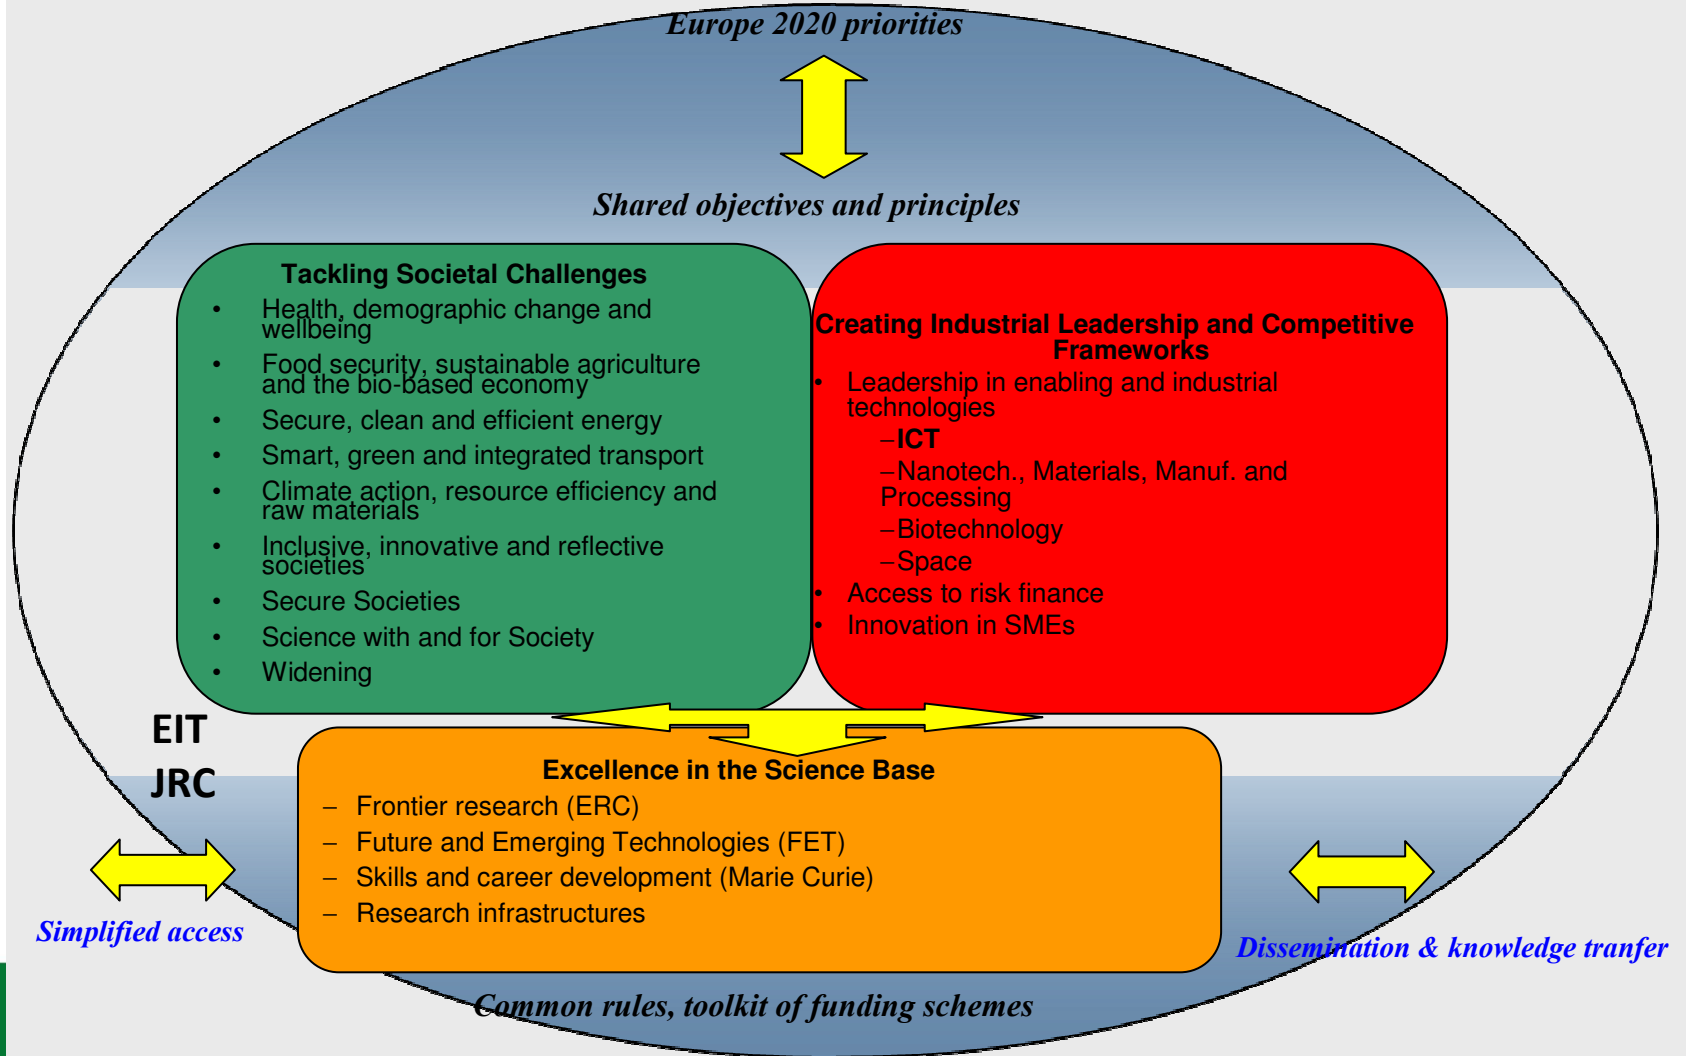 Europe 2020 priorities
Shared objectives and principles
Tackling Societal Challenges
• Health, demographic change and
wellbeing
• Food security, sustainable agriculture
and the bio-based economy
• Secure, clean and efficient energy
• Smart, green and integrated transport
• Climate action, resource efficiency and
raw materials
• Inclusive, innovative and reflective
societies
• Secure Societies
• Science with and for Society
• Widening
Creating Industrial Leadership and Competitive
Frameworks
• Leadership in enabling and industrial
technologies
–ICT
–Nanotech., Materials, Manuf. and
Processing
–Biotechnology
–Space
• Access to risk finance
• Innovation in SMEs
EIT
JRC
Excellence in the Science Base
– Frontier research (ERC)
– Future and Emerging Technologies (FET)
– Skills and career development (Marie Curie)
– Research infrastructures
Simplified access
Dissemination & knowledge tranfer
Common rules, toolkit of funding schemes